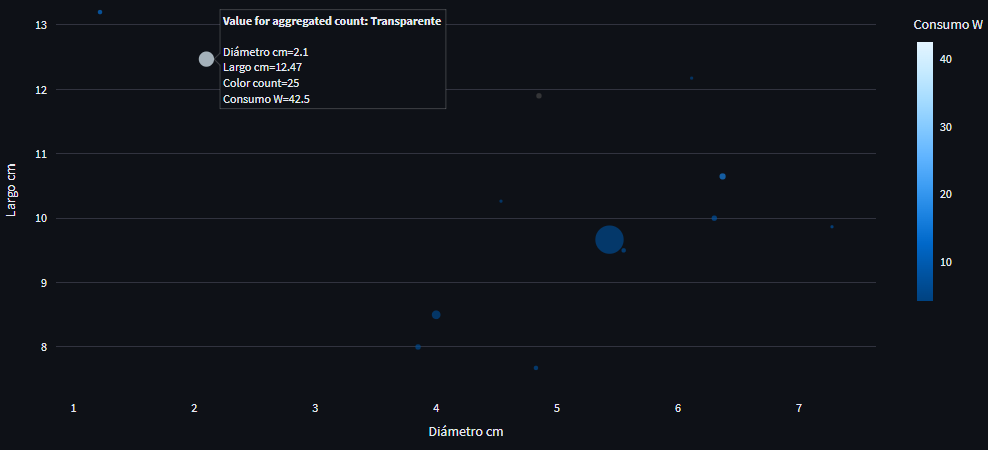 Consumo W
40
30
20
10
Value for aggregated count: Transparente
Diámetro cm=2.1
Largo cm=12.47
Color count=25
Consumo W=42.5
Largo cm
13
12
11
10
9
8
1 2 3 4 5 6 7
Diámetro cm